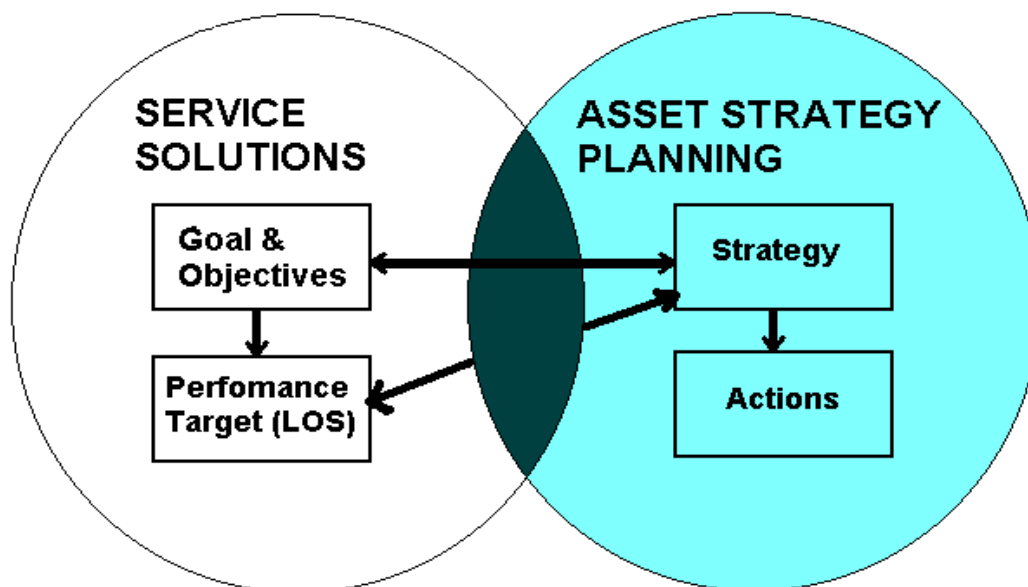 SERVICE
SOLUTIONS
Goal &
Objectives
Perfomance
Target (LOS)
ASSET STRATEGY
PLANNING
Strategy
Actions